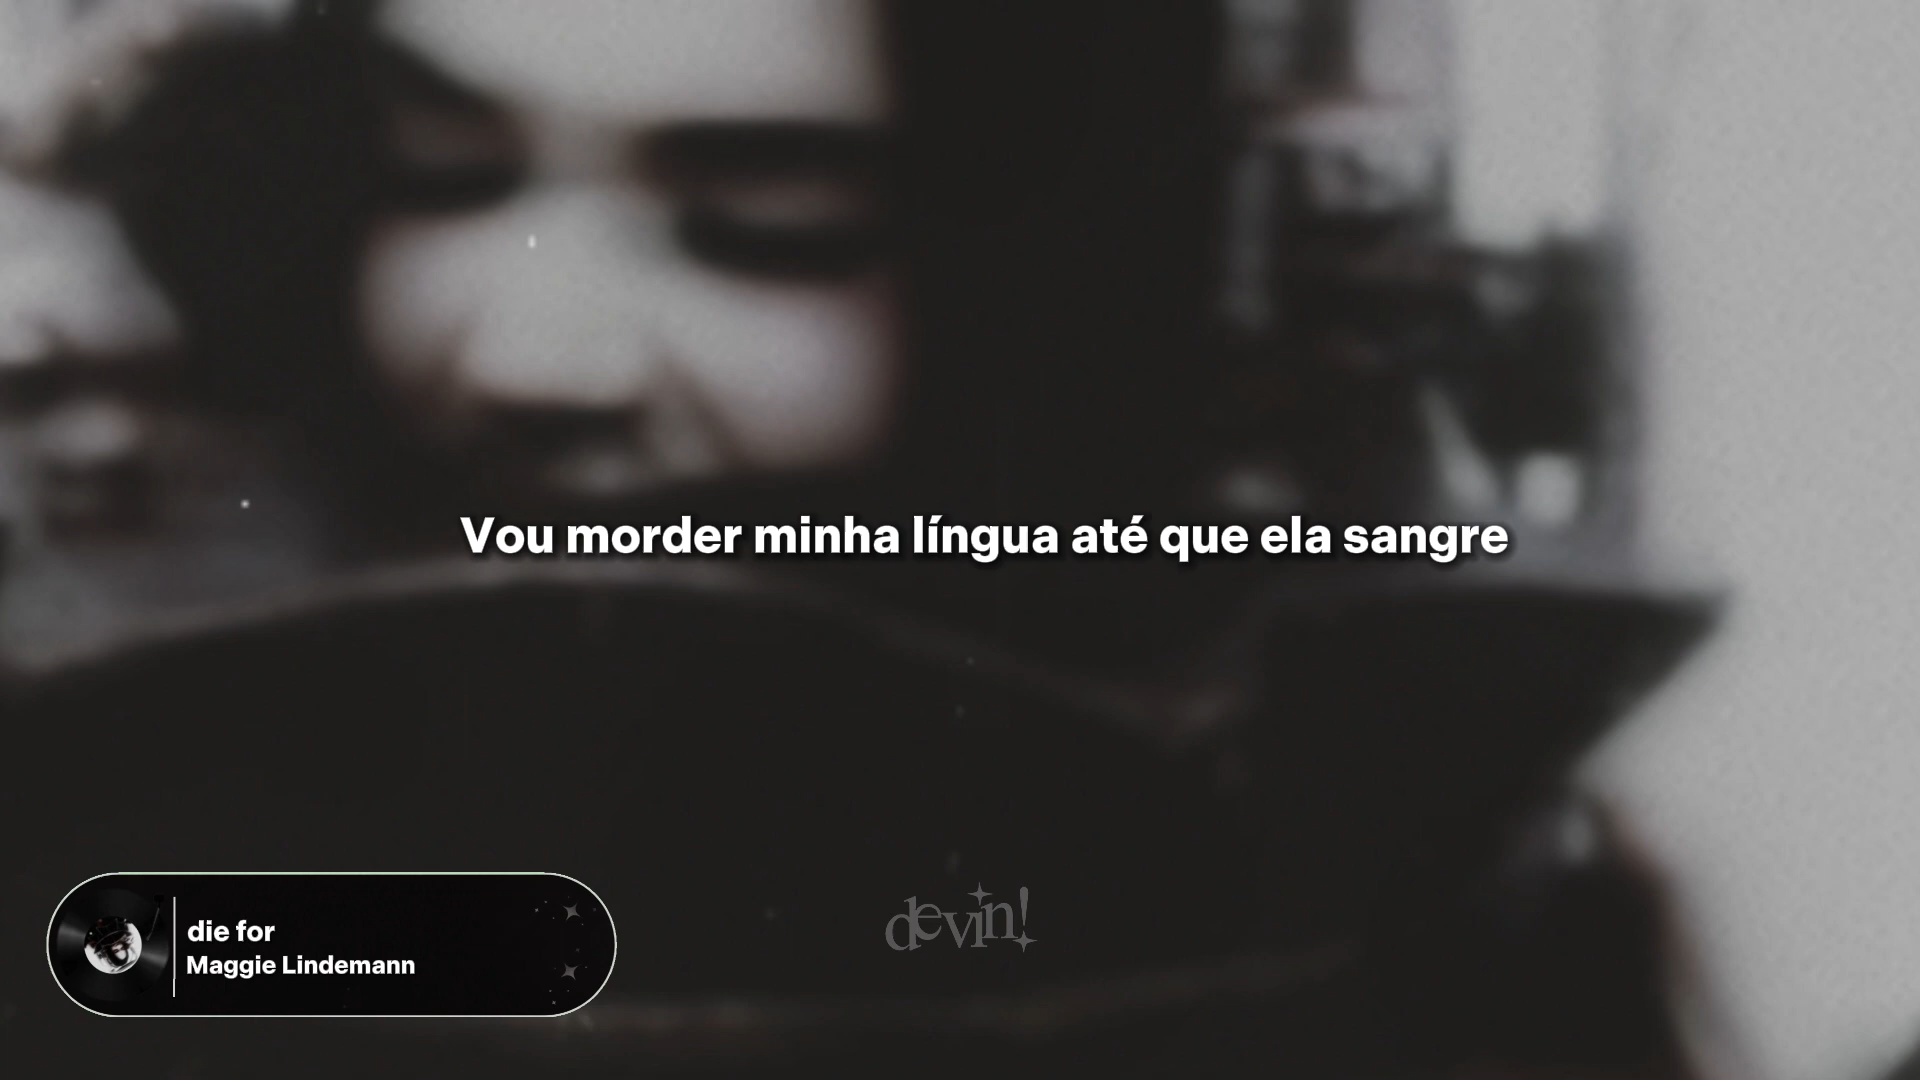 Vou morder minha língua até que ela sangre
die for
Maggie Lindemann
devin!